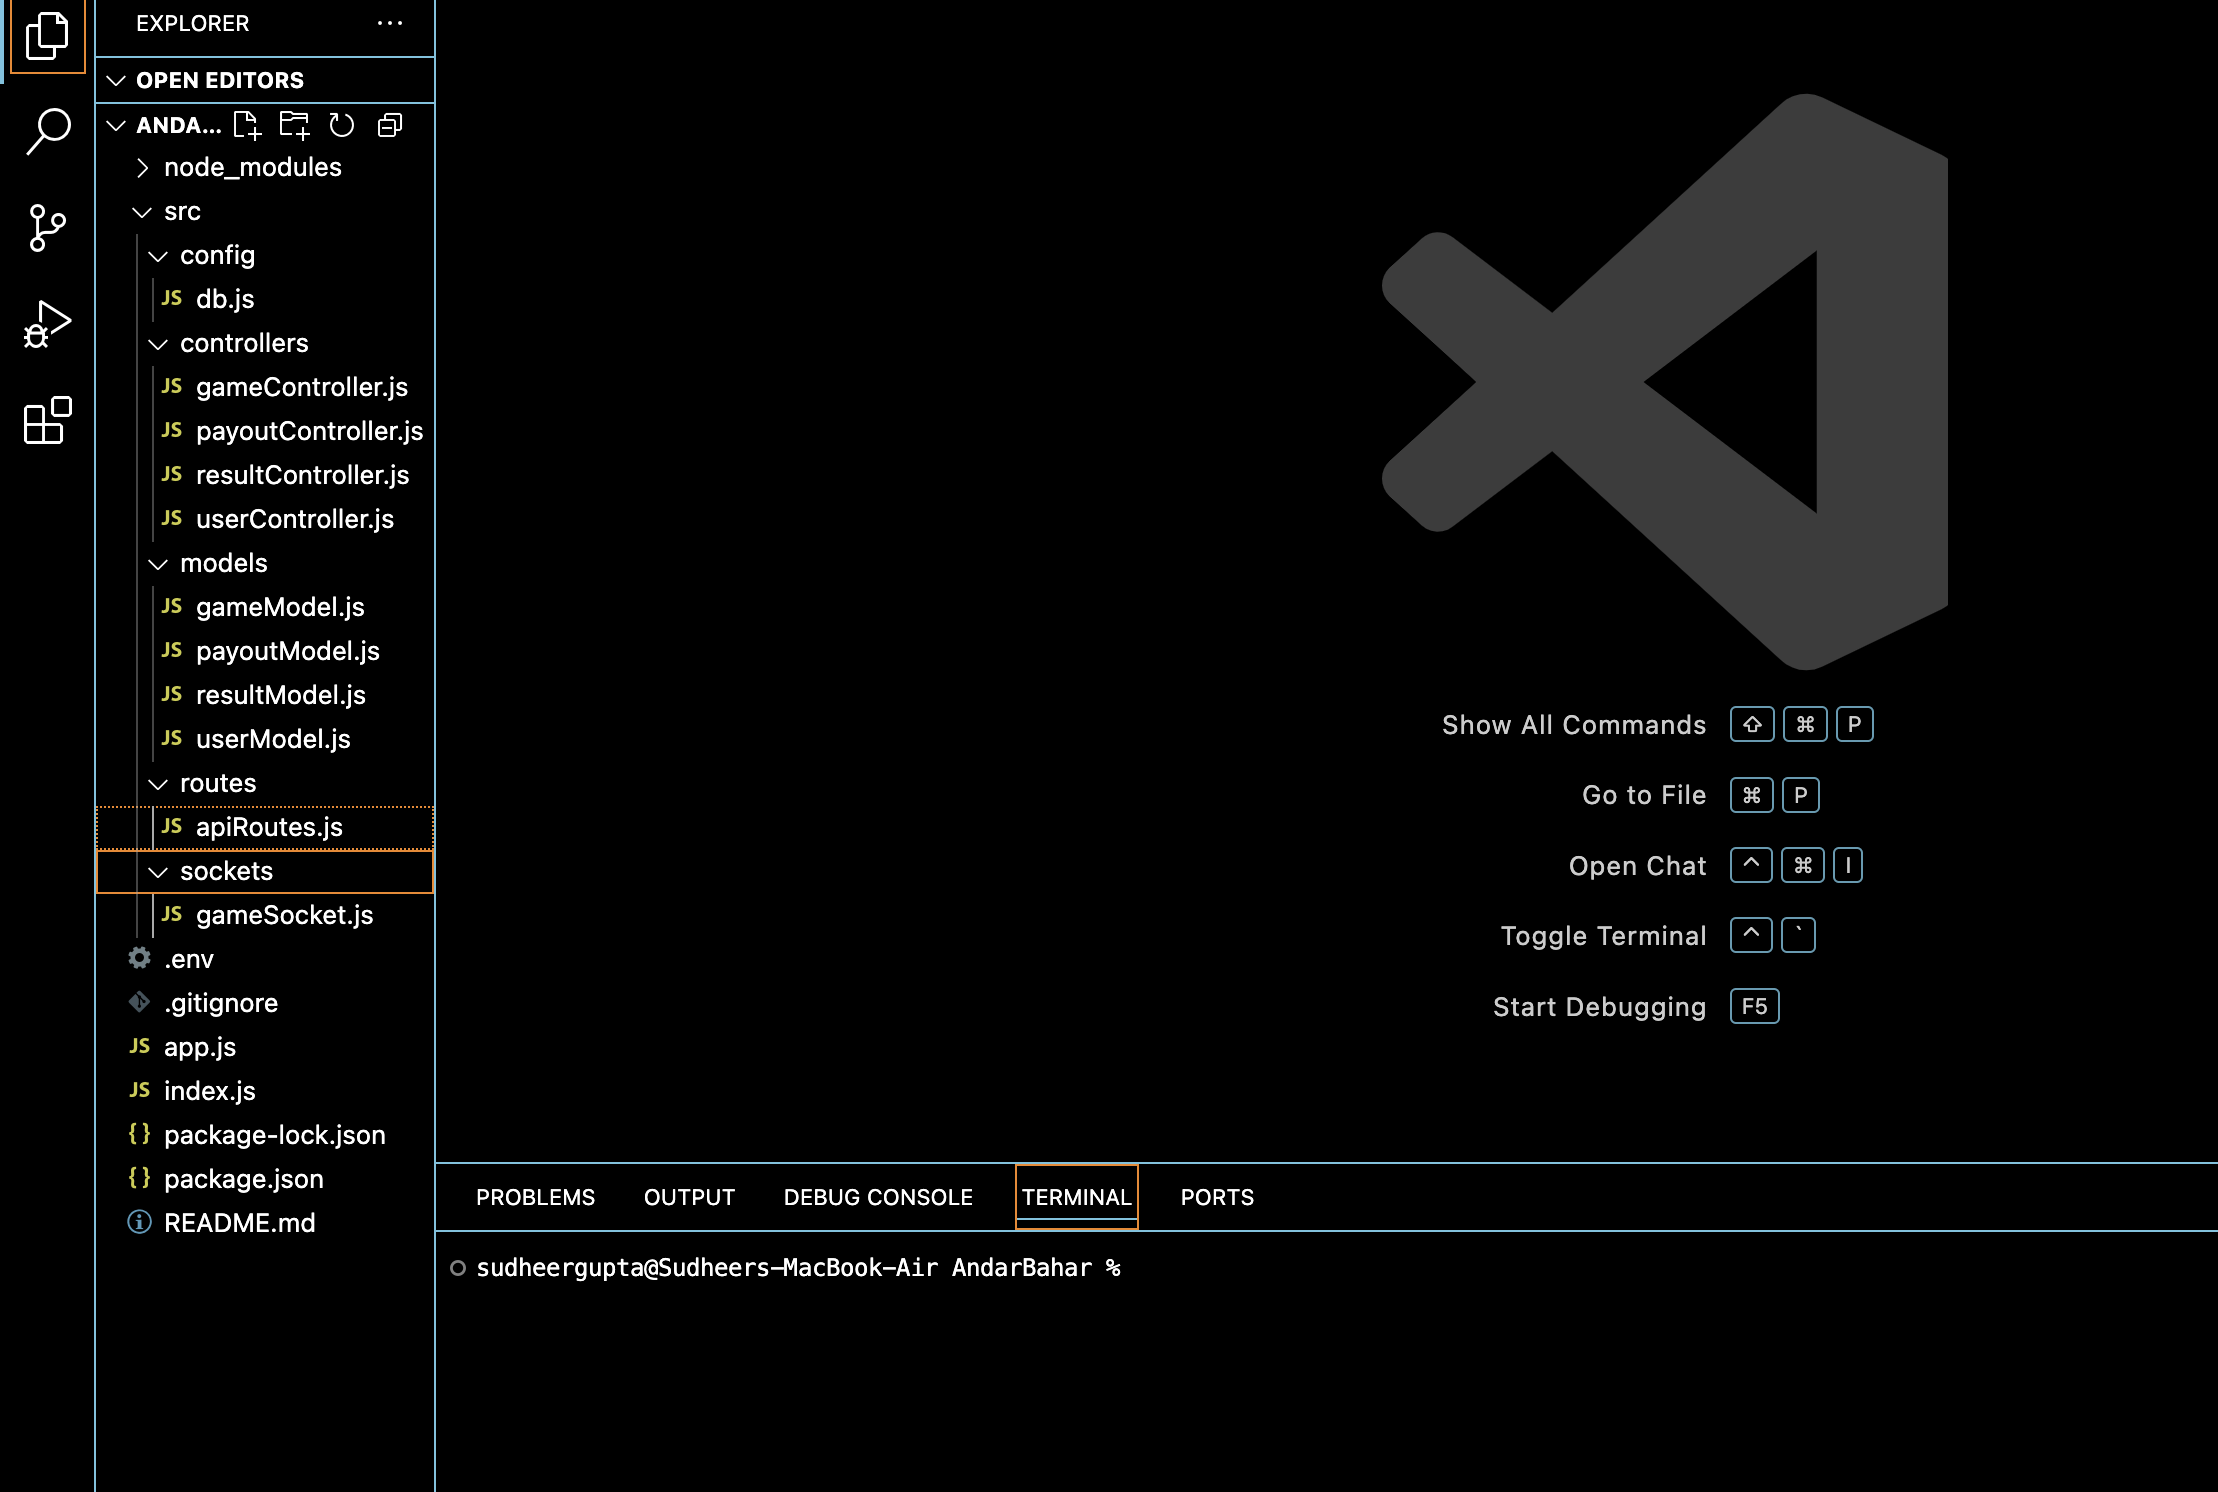 EXPLORER
OPEN EDITORS
ANDA...
node_modules
src
config
JS db.js
controllers
JS gameController.js
JS payoutController.js
JS resultController.js
JS userController.js
models
JS gameModel.js
JS payoutModel.js
JS resultModel.js
JS userModel.js
routes
JS apiRoutes.js
sockets
JS gameSocket.js
.env
.gitignore
JS app.js
JS index.js
{} package-lock.json
{} package.json
README.md
Show All Commands ⇧ ⌘ P
Go to File ⌘ P
Open Chat ^ ⌘ I
Toggle Terminal ^ `
Start Debugging F5
PROBLEMS OUTPUT DEBUG CONSOLE TERMINAL PORTS
sudheergupta@Sudheers-MacBook-Air AndarBahar %